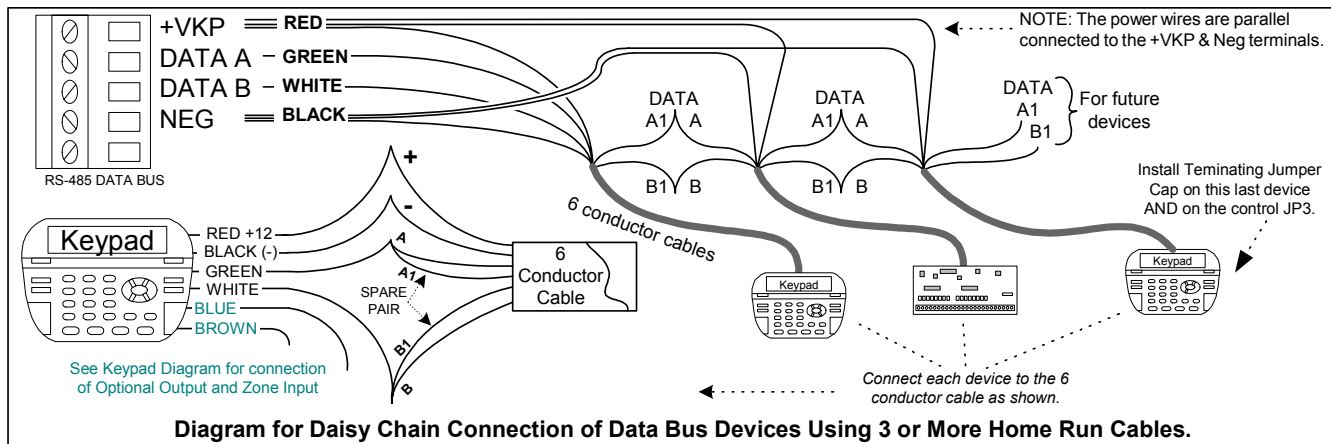 +VKP RED
DATA A GREEN
DATA B WHITE
NEG BLACK
RS-485 DATA BUS
NOTE: The power wires are parallel
connected to the +VKP & Neg terminals.
DATA
A1 A
B1 B
DATA
A1 A
B1 B
DATA
A1
B1
For future
devices
Install Teminating Jumper
Cap on this last device
AND on the control JP3.
6 conductor cables
Keypad
Keypad
Connect each device to the 6
conductor cable as shown.
Keypad
RED +12
BLACK (-)
GREEN
WHITE
BLUE
BROWN
+
-
A
A1
SPARE
PAIR
B1
B
6
Conductor
Cable
See Keypad Diagram for connection
of Optional Output and Zone Input
Diagram for Daisy Chain Connection of Data Bus Devices Using 3 or More Home Run Cables.